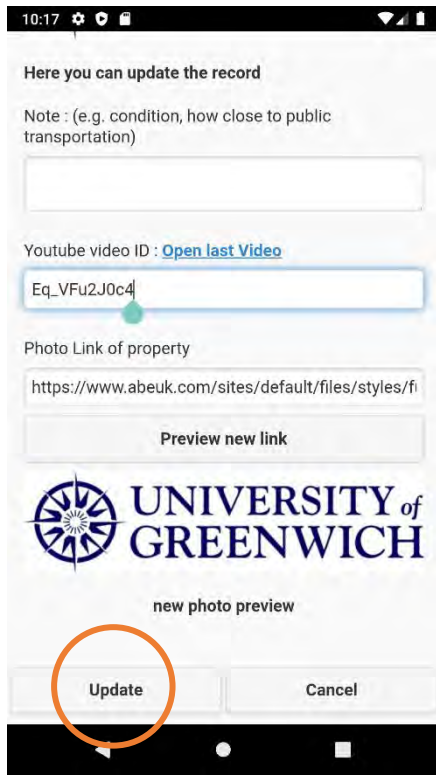 10:17
Here you can update the record
Note : (e.g. condition, how close to public
transportation)
Youtube video ID : Open last Video
Eq_VFu2J0c4
Photo Link of property
https://www.abeuk.com/sites/default/files/styles/f
Preview new link
UNIVERSITY of
GREENWICH
new photo preview
Update Cancel